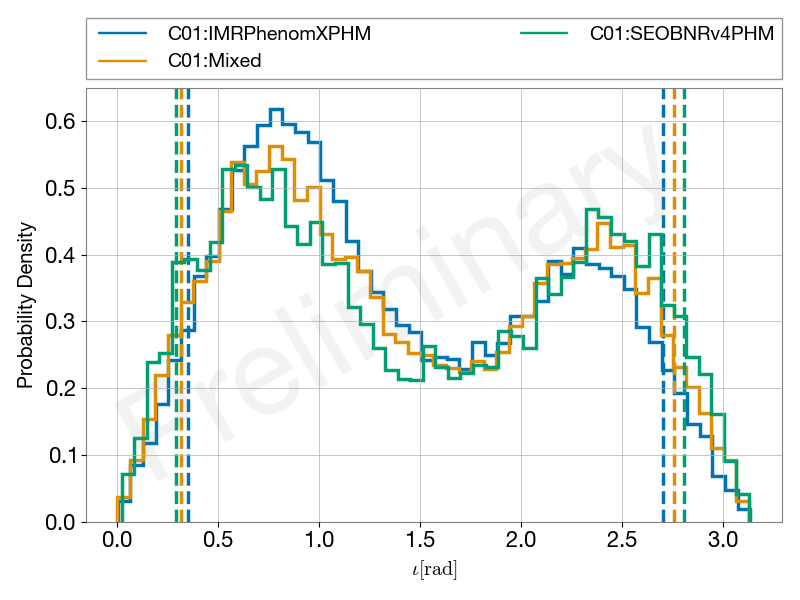 C01:IMRPhenomXPHM
C01:Mixed
C01:SEOBNRv4PHM
Preliminary
Probability Density
0.6
0.5
0.4
0.3
0.2
0.1
0.0
0.0 0.5 1.0 1.5 2.0 2.5 3.0
ι[rad]